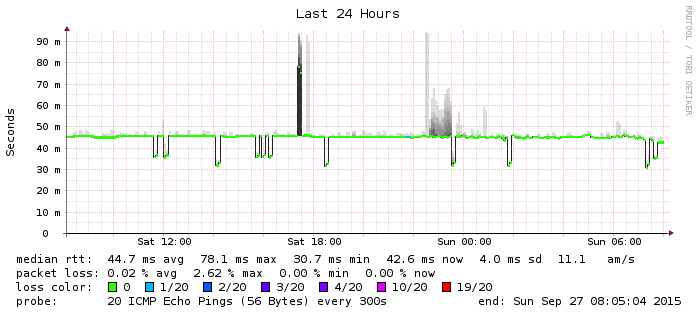 Last 24 Hours
RRDTOOL / TOBI OETIKER
Seconds
90 m
80 m
70 m
60 m
50 m
40 m
30 m
20 m
10 m
0
Sat 12:00 Sat 18:00 Sun 00:00 Sun 06:00
median rtt: 44.7 ms avg 78.1 ms max 30.7 ms min 42.6 ms now 4.0 ms sd 11.1 am/s
packet loss: 0.02 % avg 2.62 % max 0.00 % min 0.00 % now
loss color: 0 1/20 2/20 3/20 4/20 10/20 19/20
probe: 20 ICMP Echo Pings (56 Bytes) every 300s end: Sun Sep 27 08:05:04 2015